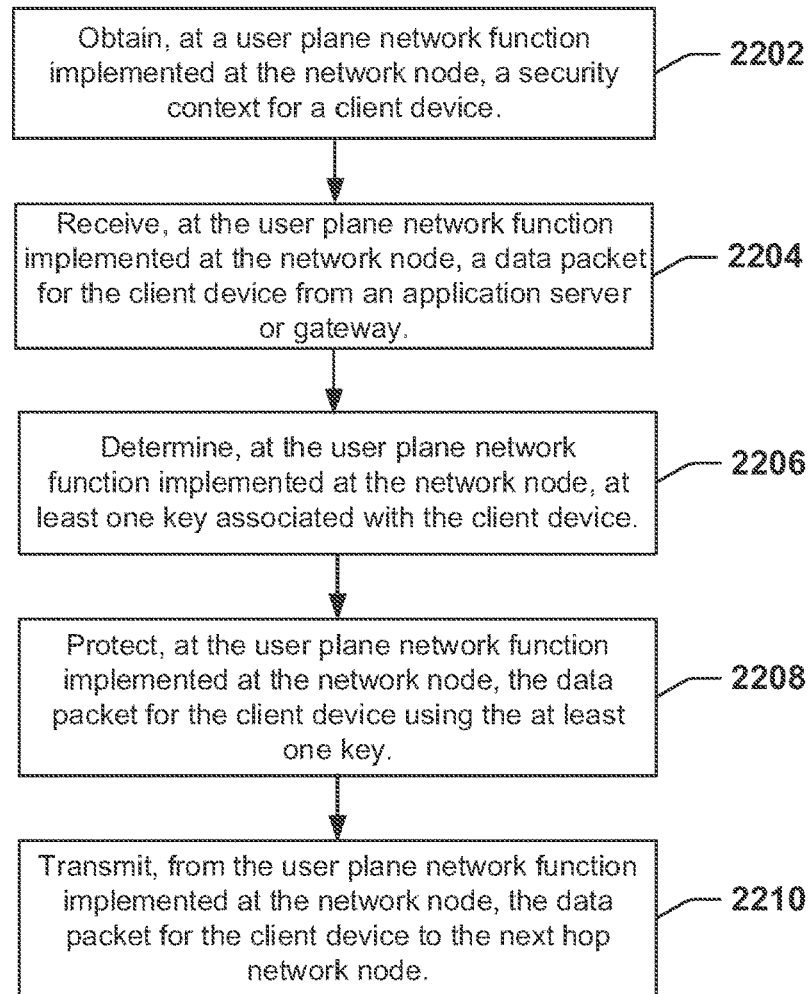 Obtain, at a user plane network function
implemented at the network node, a security
context for a client device.
2202
Receive, at the user plane network function
implemented at the network node, a data packet
for the client device from an application server
or gateway.
2204
Determine, at the user plane network
function implemented at the network node, at
least one key associated with the client device.
2206
Protect, at the user plane network function
implemented at the network node, the data
packet for the client device using the at least
one key.
2208
Transmit, from the user plane network function
implemented at the network node, the data
packet for the client device to the next hop
network node.
2210